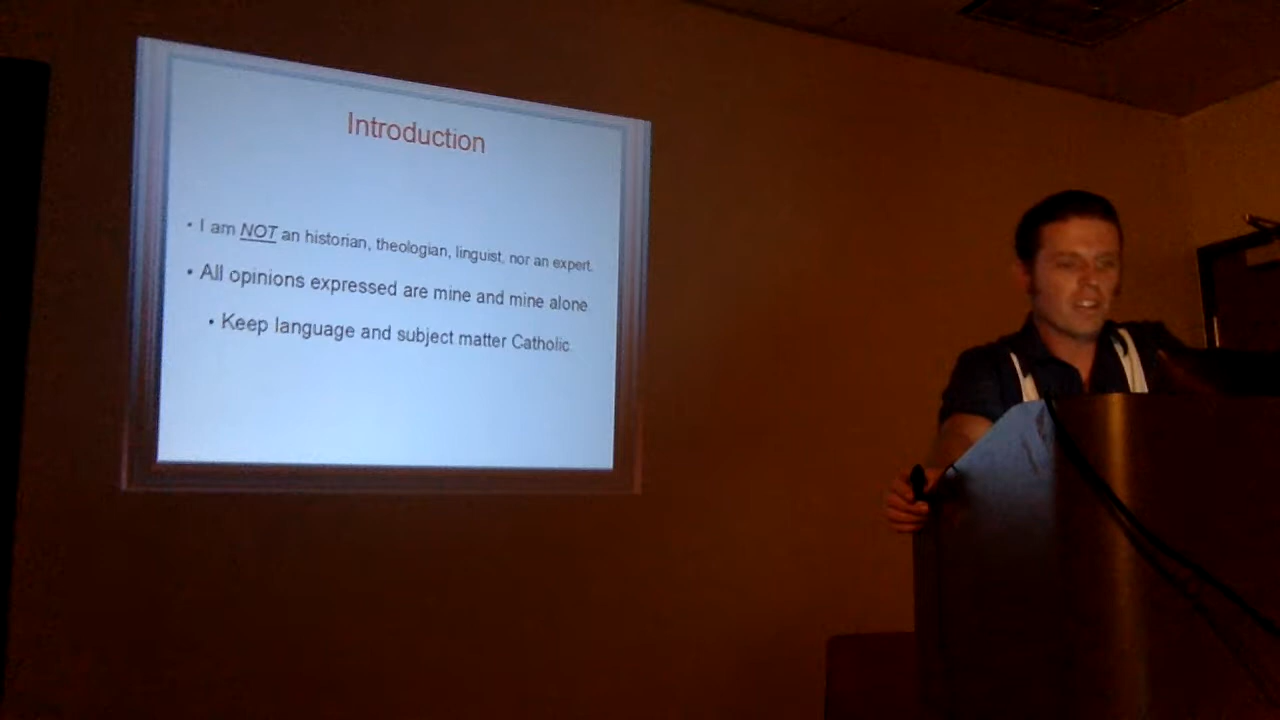 Introduction
• I am NOT an historian, theologian, linguist, nor an expert.
• All opinions expressed are mine and mine alone
• Keep language and subject matter Catholic